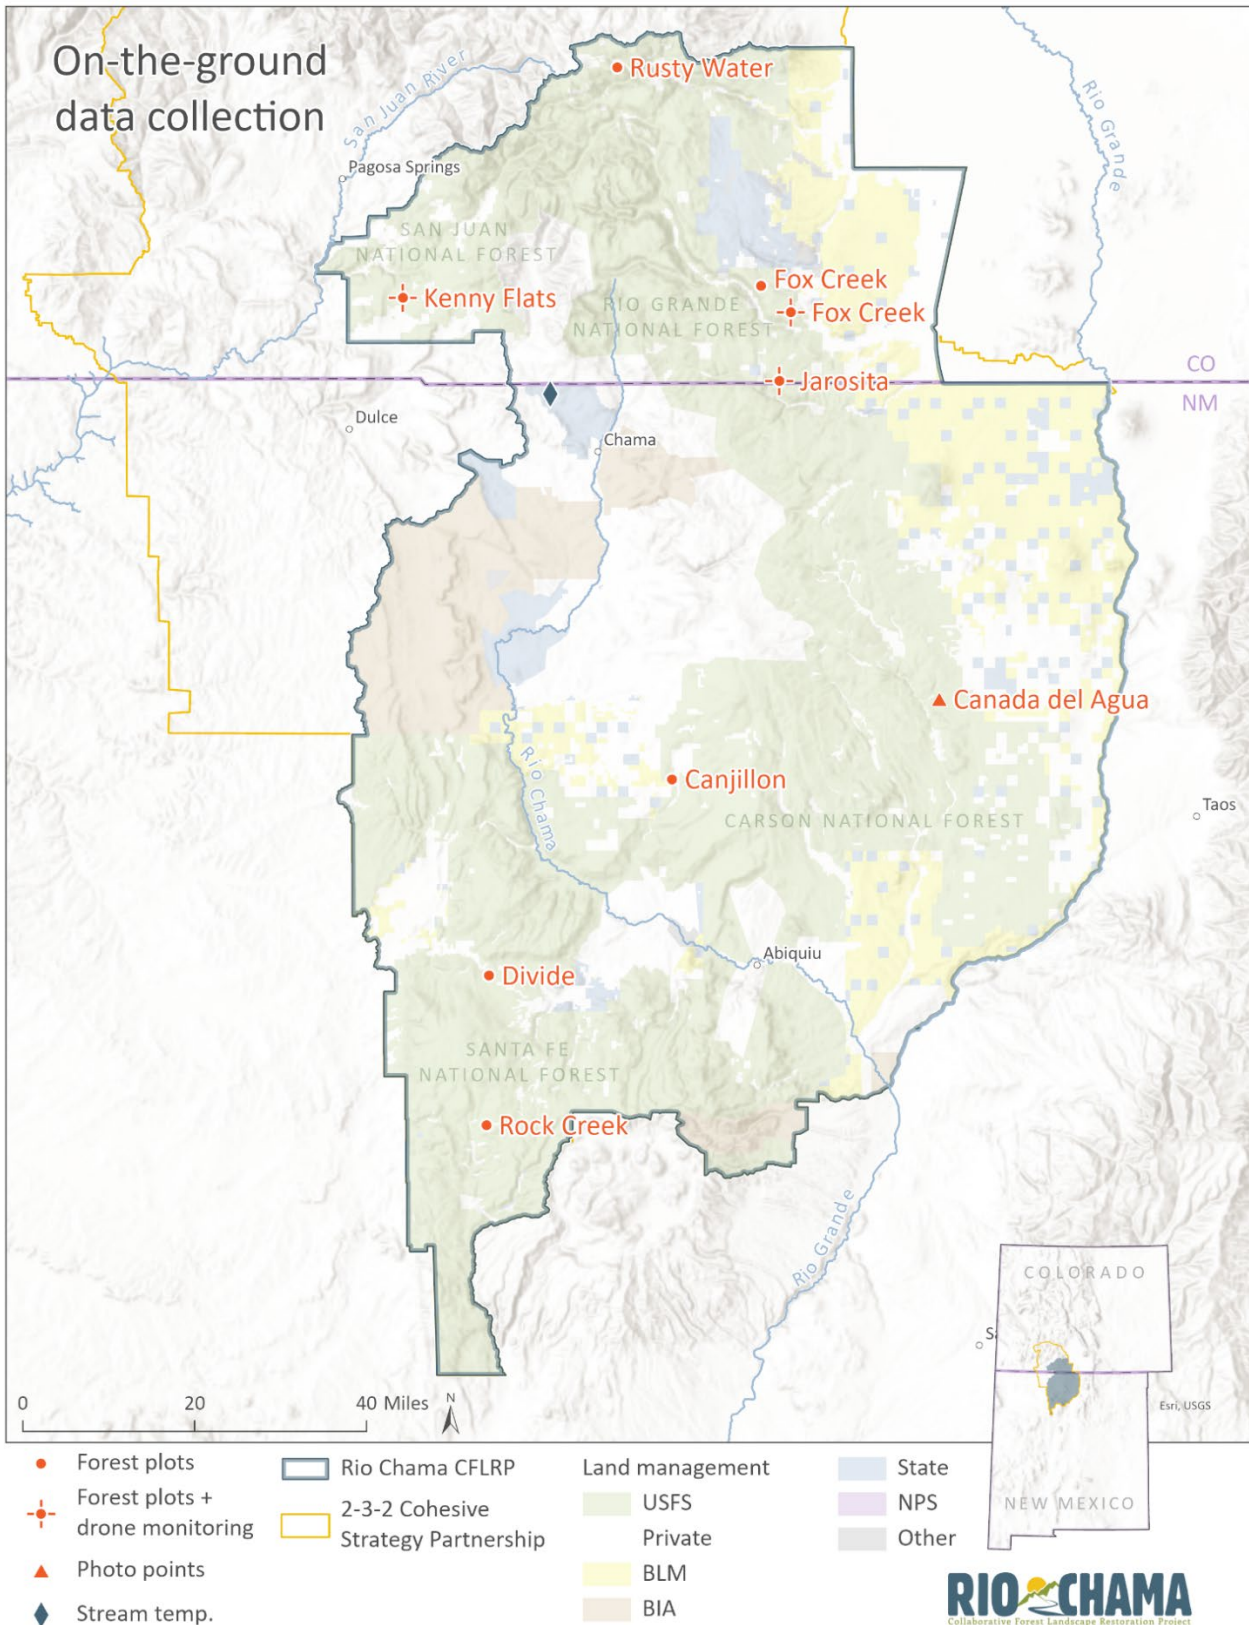 On-the-ground
data collection
Rusty Water
San Juan River
Rio Grande
Pagosa Springs
SAN JUAN
NATIONAL FOREST
Fox Creek
Kenny Flats
RIO GRANDE
NATIONAL FOREST
Fox Creek
Jarosita
CO
NM
Dulce
Chama
Canada del Agua
Rio Chama
Canjillon
Taos
CARSON NATIONAL FOREST
Abiquiu
Divide
SANTA FE
NATIONAL FOREST
Rock Creek
Rio Grande
COLORADO
NEW MEXICO
Esri, USGS
0 20 40 Miles
N
Forest plots
Forest plots +
drone monitoring
Photo points
Stream temp.
Rio Chama CFLRP
2-3-2 Cohesive
Strategy Partnership
Land management
USFS
Private
BLM
BIA
State
NPS
Other
RIO CHAMA
Collaborative Forest Landscape Restoration Project